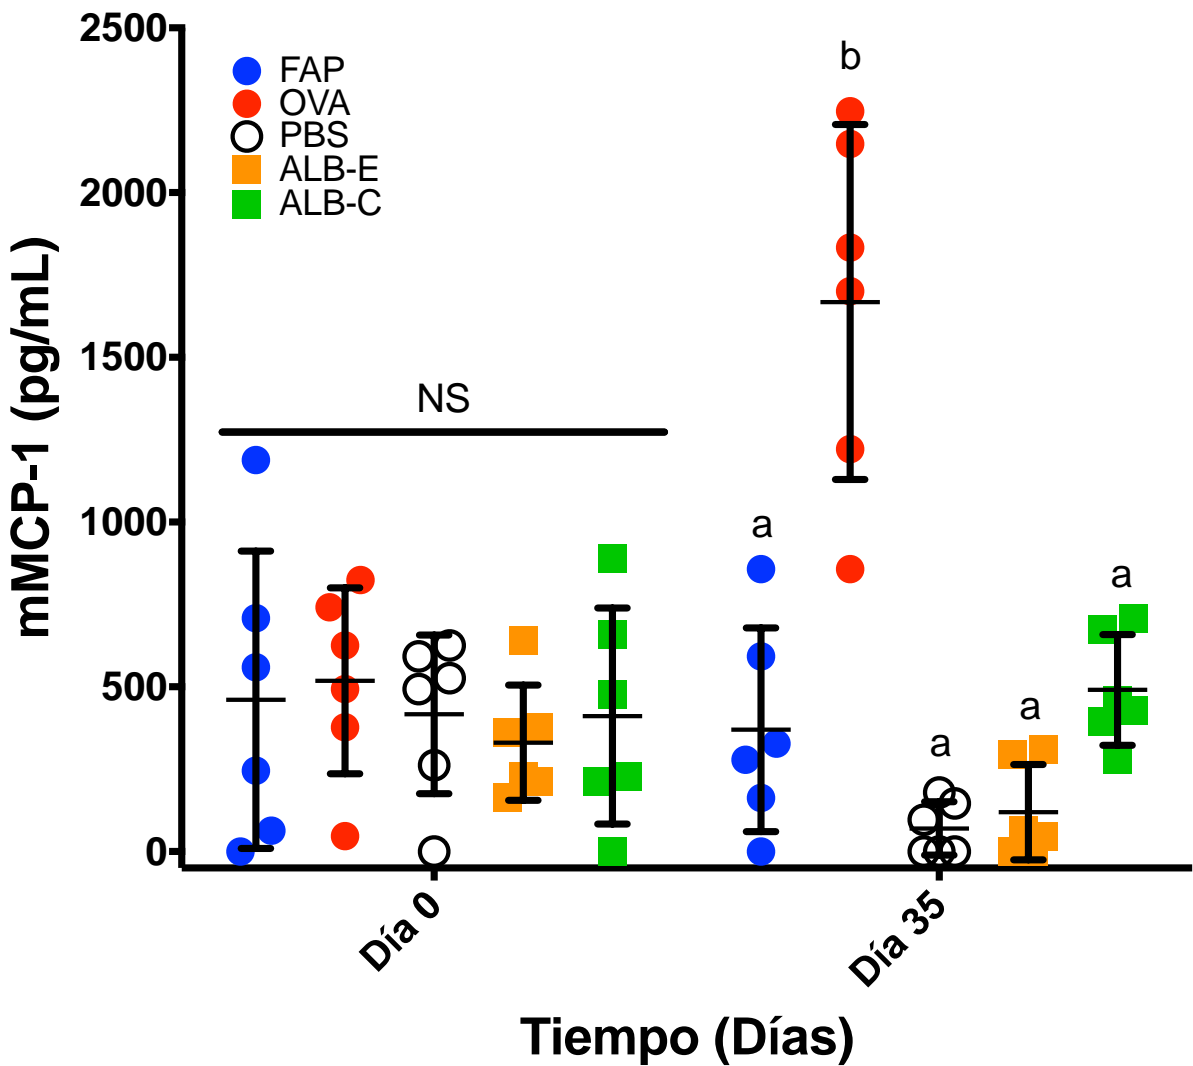 2500
2000
1500
1000
500
0
mMCP-1 (pg/mL)
FAP
OVA
PBS
ALB-E
ALB-C
NS
a
b
a
a
a
Día 0
Día 35
Tiempo (Días)